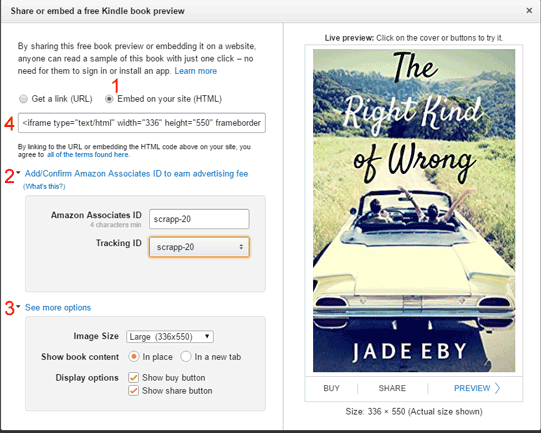 Share or embed a free Kindle book preview
×
By sharing this free book preview or embedding it on a website,
anyone can read a sample of this book with just one click – no
need for them to sign in or install an app. Learn more
1
Get a link (URL) Embed on your site (HTML)
4 <iframe type="text/html" width="336" height="550" frameborder
By linking to the URL or embedding the HTML code above on your site, you
agree to all of the terms found here.
2 Add/Confirm Amazon Associates ID to earn advertising fee
(What's this?)
Amazon Associates ID scrapp-20
4 characters min
Tracking ID scrapp-20
3 See more options
Image Size Large (336x550)
Show book content In place In a new tab
Display options Show buy button
Show share button
Live preview: Click on the cover or buttons to try it.
The
Right Kind
of Wrong
JADE EBY
BUY SHARE PREVIEW
Size: 336 × 550 (Actual size shown)